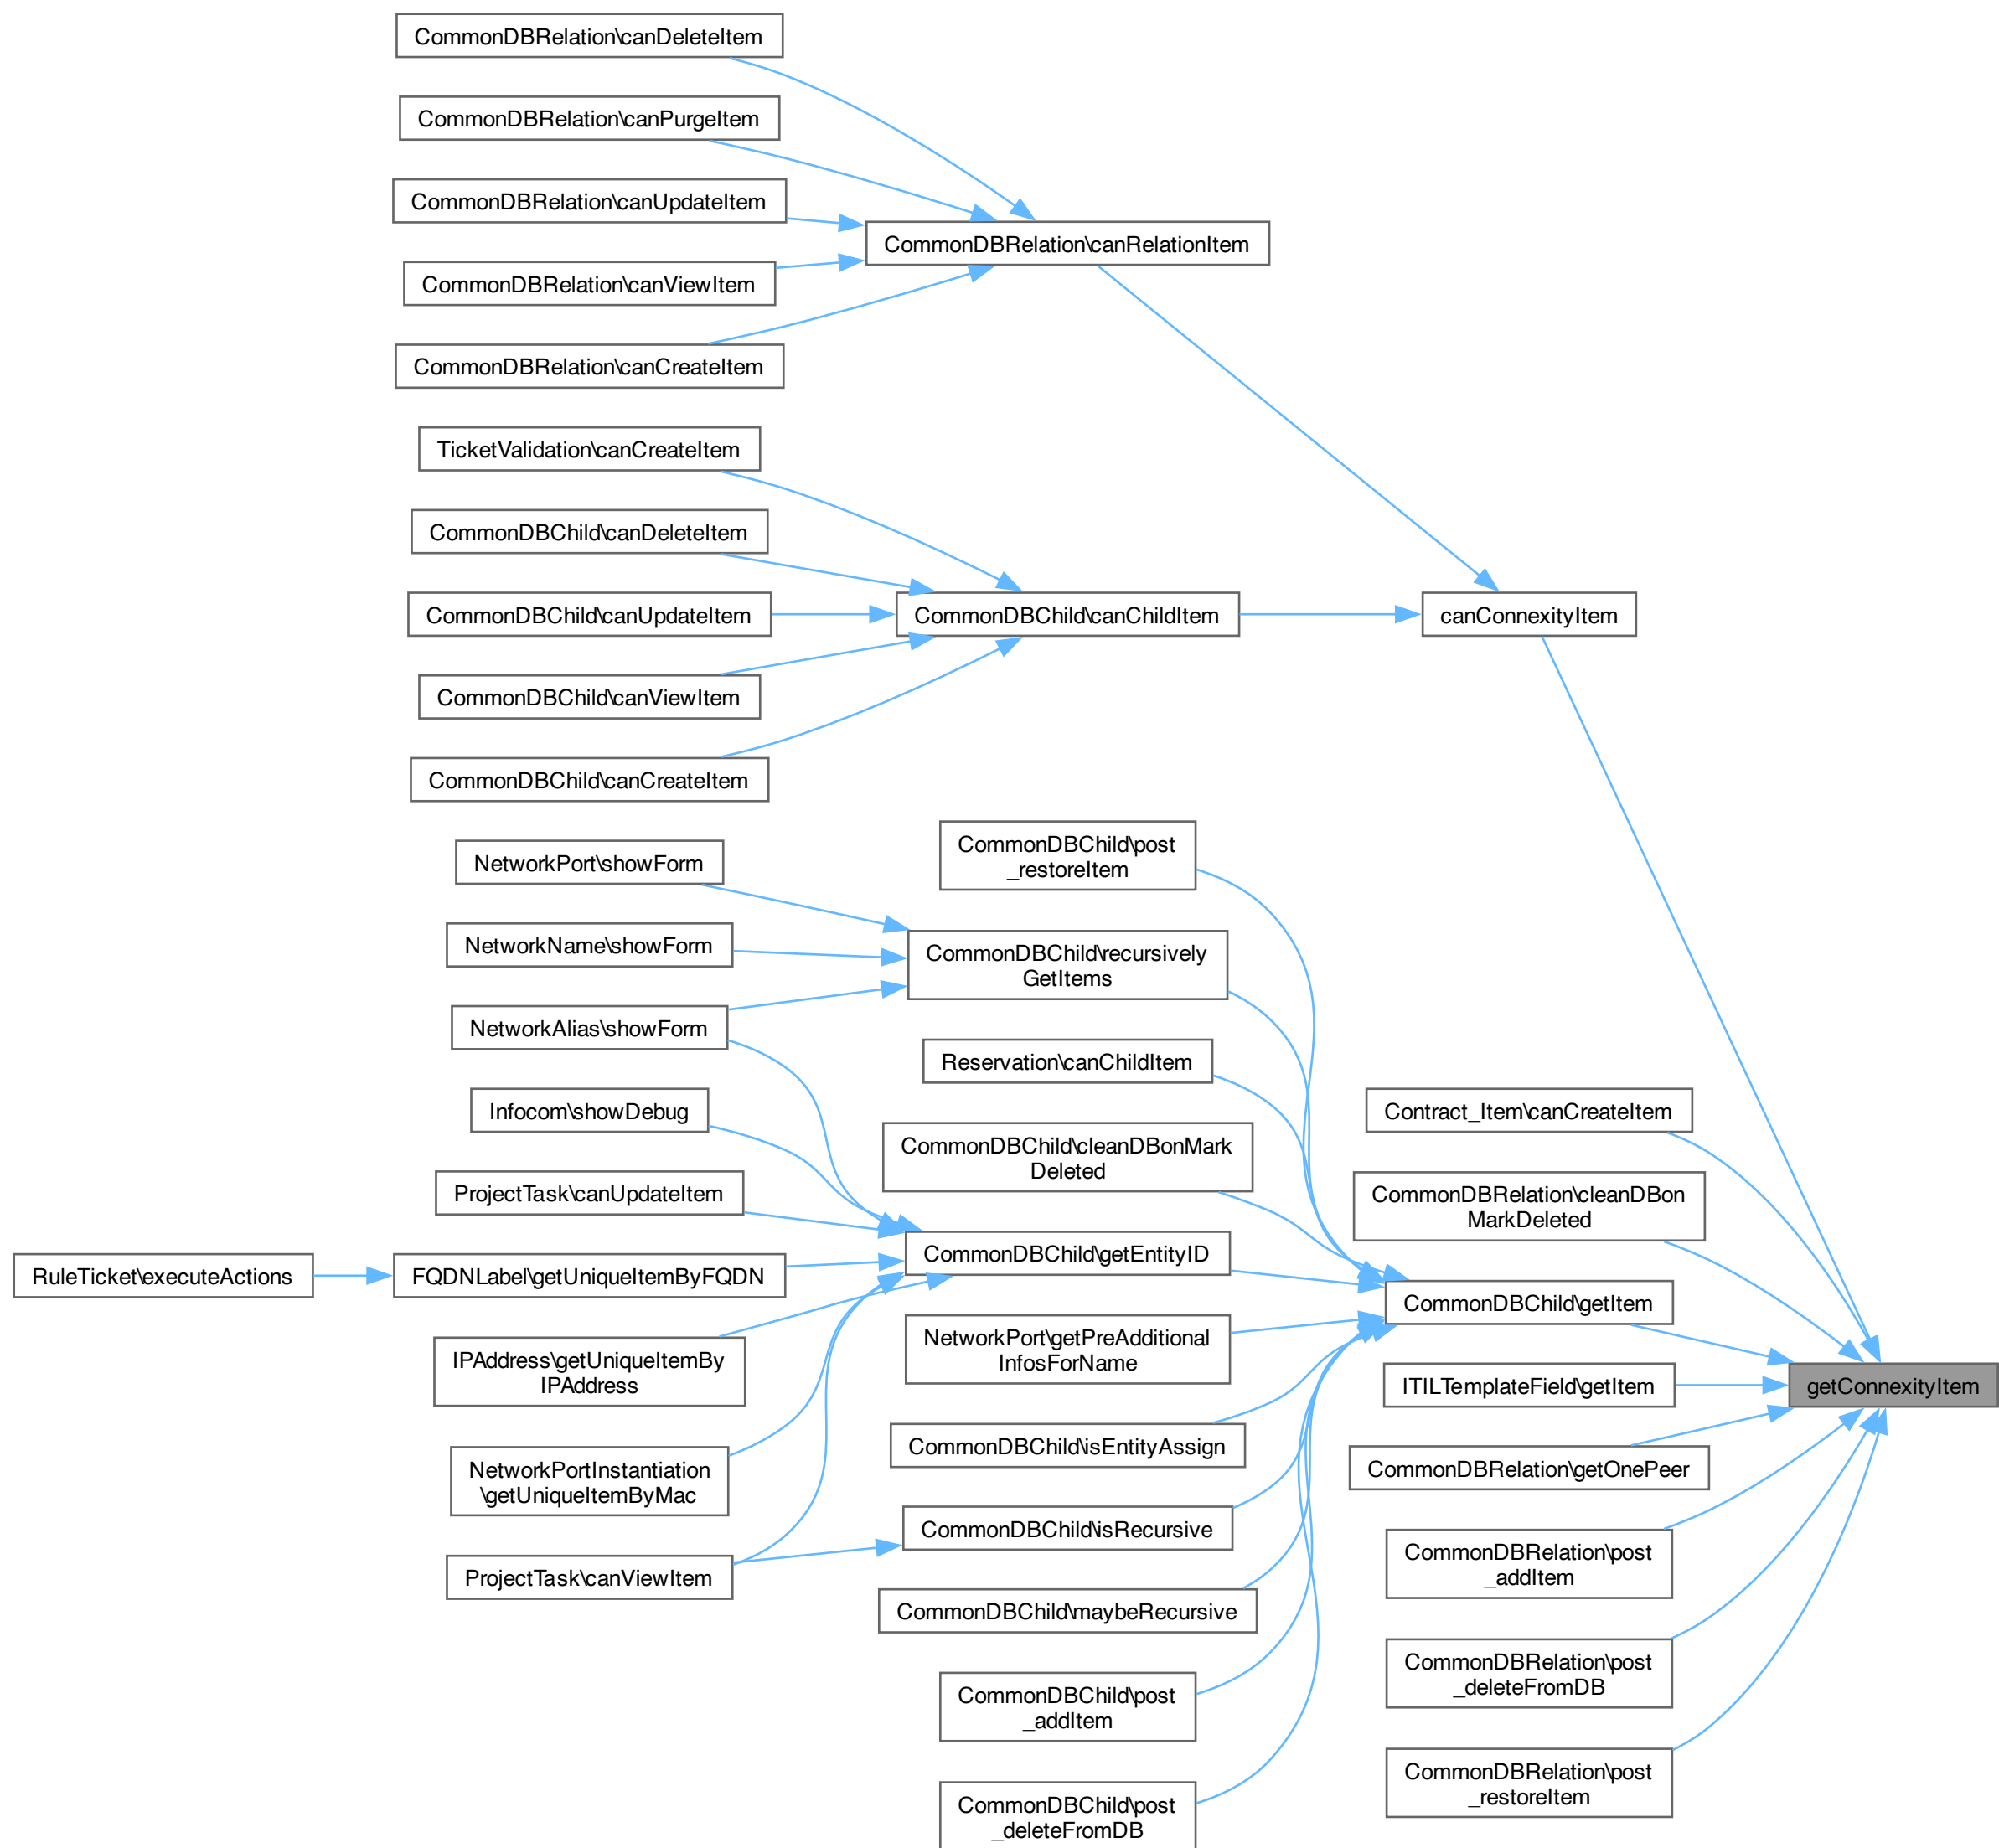 CommonDBRelation\canDeleteItem
CommonDBRelation\canPurgeItem
CommonDBRelation\canUpdateItem
CommonDBRelation\canRelationItem
CommonDBRelation\canViewItem
CommonDBRelation\canCreateItem
TicketValidation\canCreateItem
CommonDBChild\canDeleteItem
CommonDBChild\canUpdateItem
CommonDBChild\canChildItem
canConnexityItem
CommonDBChild\canViewItem
CommonDBChild\canCreateItem
CommonDBChild\post
_restoreItem
NetworkPort\showForm
NetworkName\showForm
CommonDBChild\recursively
GetItems
NetworkAlias\showForm
Reservation\canChildItem
Infocom\showDebug
Contract_Item\canCreateItem
CommonDBChild\cleanDBonMark
Deleted
ProjectTask\canUpdateItem
CommonDBRelation\cleanDBon
MarkDeleted
RuleTicket\executeActions
FQDNLabel\getUniqueItemByFQDN
CommonDBChild\getEntityID
CommonDBChild\getItem
NetworkPort\getPreAdditional
InfosForName
IPAddress\getUniqueItemBy
IPAddress
ITILTemplateField\getItem
getConnexityItem
CommonDBChild\isEntityAssign
CommonDBRelation\getOnePeer
NetworkPortInstantiation
\getUniqueItemByMac
CommonDBChild\isRecursive
CommonDBRelation\post
_addItem
ProjectTask\canViewItem
CommonDBChild\maybeRecursive
CommonDBRelation\post
_deleteFromDB
CommonDBChild\post
_addItem
CommonDBRelation\post
_restoreItem
CommonDBChild\post
_deleteFromDB